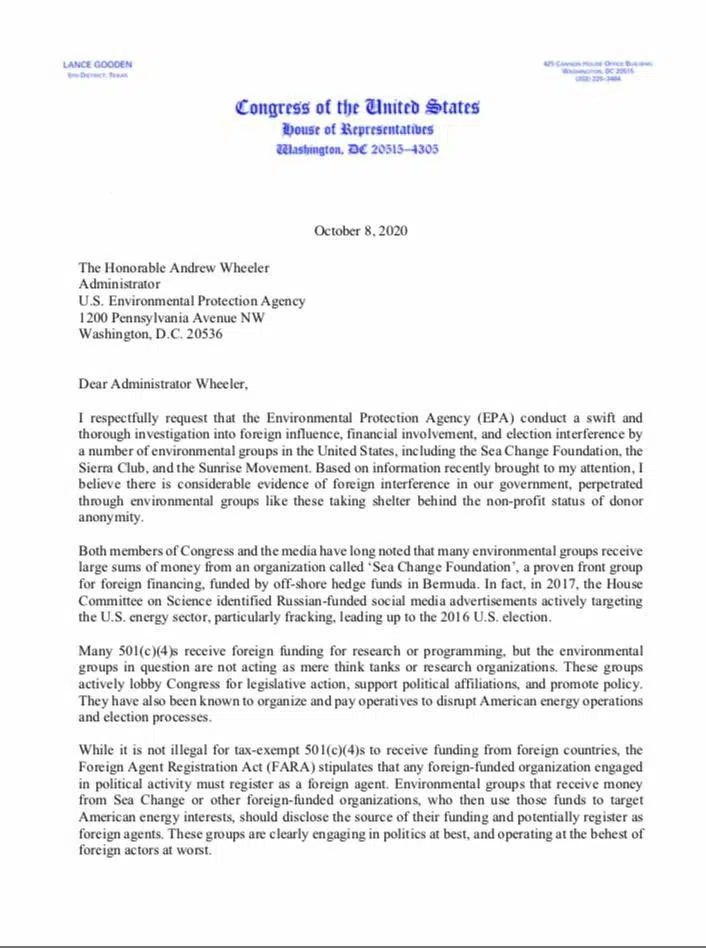 LANCE GOODEN
5TH DISTRICT, TEXAS
425 CANNON HOUSE OFFICE BUILDING
WASHINGTON, DC 20515
(202) 225-3484
Congress of the United States
House of Representatives
Washington, DC 20515–4305
October 8, 2020
The Honorable Andrew Wheeler
Administrator
U.S. Environmental Protection Agency
1200 Pennsylvania Avenue NW
Washington, D.C. 20536
Dear Administrator Wheeler,
I respectfully request that the Environmental Protection Agency (EPA) conduct a swift and
thorough investigation into foreign influence, financial involvement, and election interference by
a number of environmental groups in the United States, including the Sea Change Foundation, the
Sierra Club, and the Sunrise Movement. Based on information recently brought to my attention, I
believe there is considerable evidence of foreign interference in our government, perpetrated
through environmental groups like these taking shelter behind the non-profit status of donor
anonymity.
Both members of Congress and the media have long noted that many environmental groups receive
large sums of money from an organization called ‘Sea Change Foundation’, a proven front group
for foreign financing, funded by off-shore hedge funds in Bermuda. In fact, in 2017, the House
Committee on Science identified Russian-funded social media advertisements actively targeting
the U.S. energy sector, particularly fracking, leading up to the 2016 U.S. election.
Many 501(c)(4)s receive foreign funding for research or programming, but the environmental
groups in question are not acting as mere think tanks or research organizations. These groups
actively lobby Congress for legislative action, support political affiliations, and promote policy.
They have also been known to organize and pay operatives to disrupt American energy operations
and election processes.
While it is not illegal for tax-exempt 501(c)(4)s to receive funding from foreign countries, the
Foreign Agent Registration Act (FARA) stipulates that any foreign-funded organization engaged
in political activity must register as a foreign agent. Environmental groups that receive money
from Sea Change or other foreign-funded organizations, who then use those funds to target
American energy interests, should disclose the source of their funding and potentially register as
foreign agents. These groups are clearly engaging in politics at best, and operating at the behest of
foreign actors at worst.